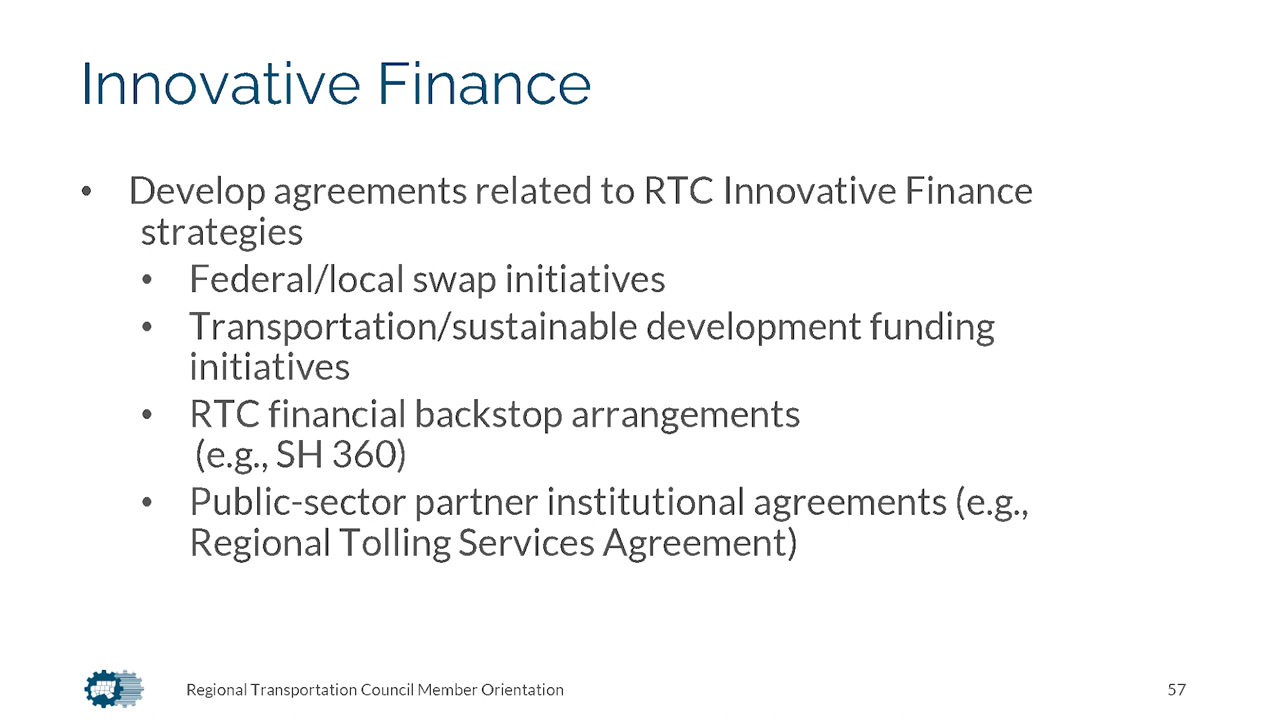 Innovative Finance
• Develop agreements related to RTC Innovative Finance
strategies
• Federal/local swap initiatives
• Transportation/sustainable development funding
initiatives
• RTC financial backstop arrangements
(e.g., SH 360)
• Public-sector partner institutional agreements (e.g.,
Regional Tolling Services Agreement)
Regional Transportation Council Member Orientation
57